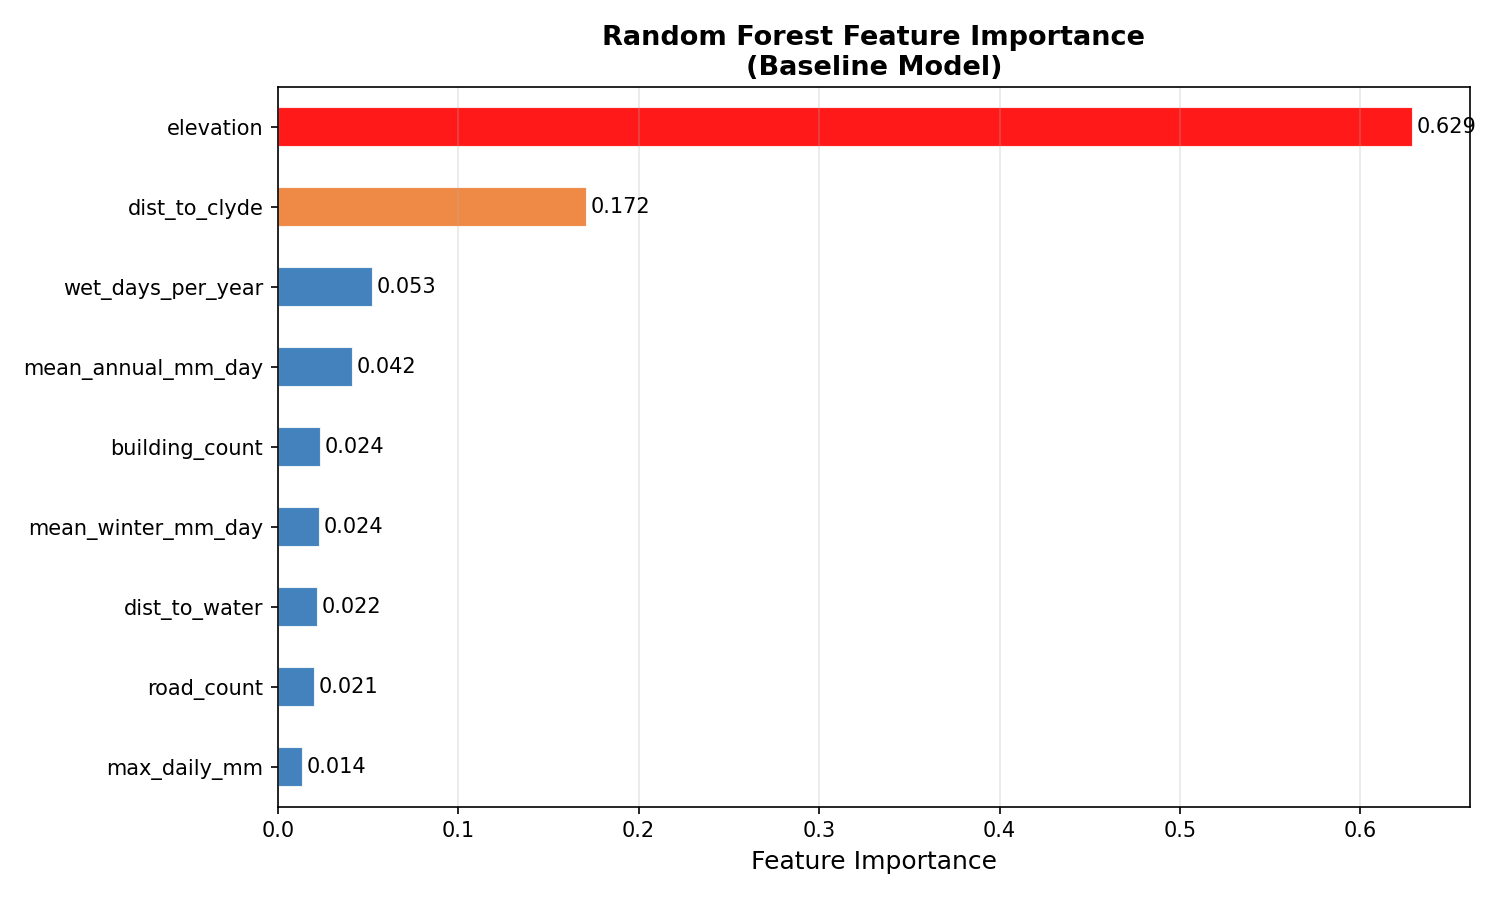 Random Forest Feature Importance
(Baseline Model)
elevation
0.629
dist_to_clyde
0.172
wet_days_per_year
0.053
mean_annual_mm_day
0.042
building_count
0.024
mean_winter_mm_day
0.024
dist_to_water
0.022
road_count
0.021
max_daily_mm
0.014
0.0 0.1 0.2 0.3 0.4 0.5 0.6
Feature Importance